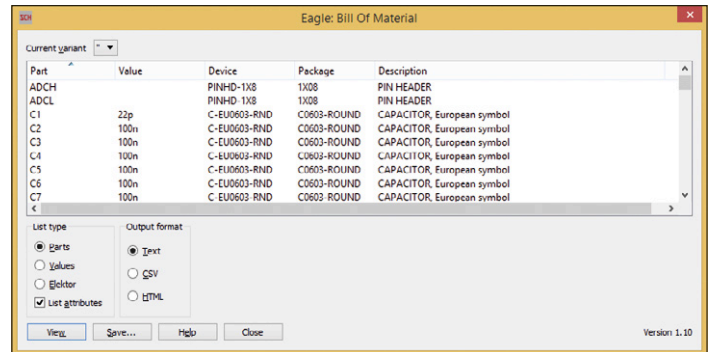 SCH Eagle: Bill Of Material
Current variant " ▼
Part Value Device Package Description
ADCH PINHD-1X8 1X08 PIN HEADER
ADCL PINHD-1X8 1X08 PIN HEADER
C1 22p C-EU0603-RND C0603-ROUND CAPACITOR, European symbol
C2 100n C-EU0603-RND C0603-ROUND CAPACITOR, European symbol
C3 100n C-EU0603-RND C0603-ROUND CAPACITOR, European symbol
C4 100n C-EU0603-RND C0603-ROUND CAPACITOR, European symbol
C5 100n C-EU0603-RND C0603-ROUND CAPACITOR, European symbol
C6 100n C-EU0603-RND C0603-ROUND CAPACITOR, European symbol
C7 100n C-EU0603-RND C0603-ROUND CAPACITOR, European symbol
List type Output format
Parts Text
Values CSV
Elektor HTML
List attributes
View Save... Help Close Version 1.10